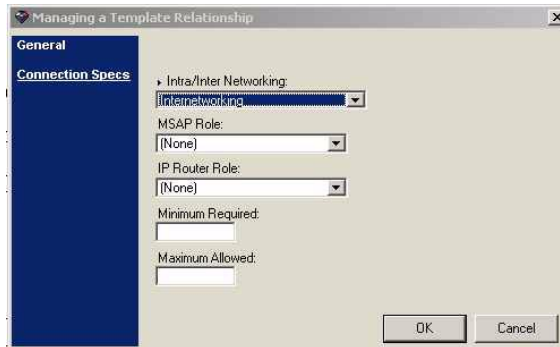 Managing a Template Relationship
General
Connection Specs
Intra/Inter Networking:
Internetworking
MSAP Role:
(None)
IP Router Role:
(None)
Minimum Required:
Maximum Allowed:
OK
Cancel